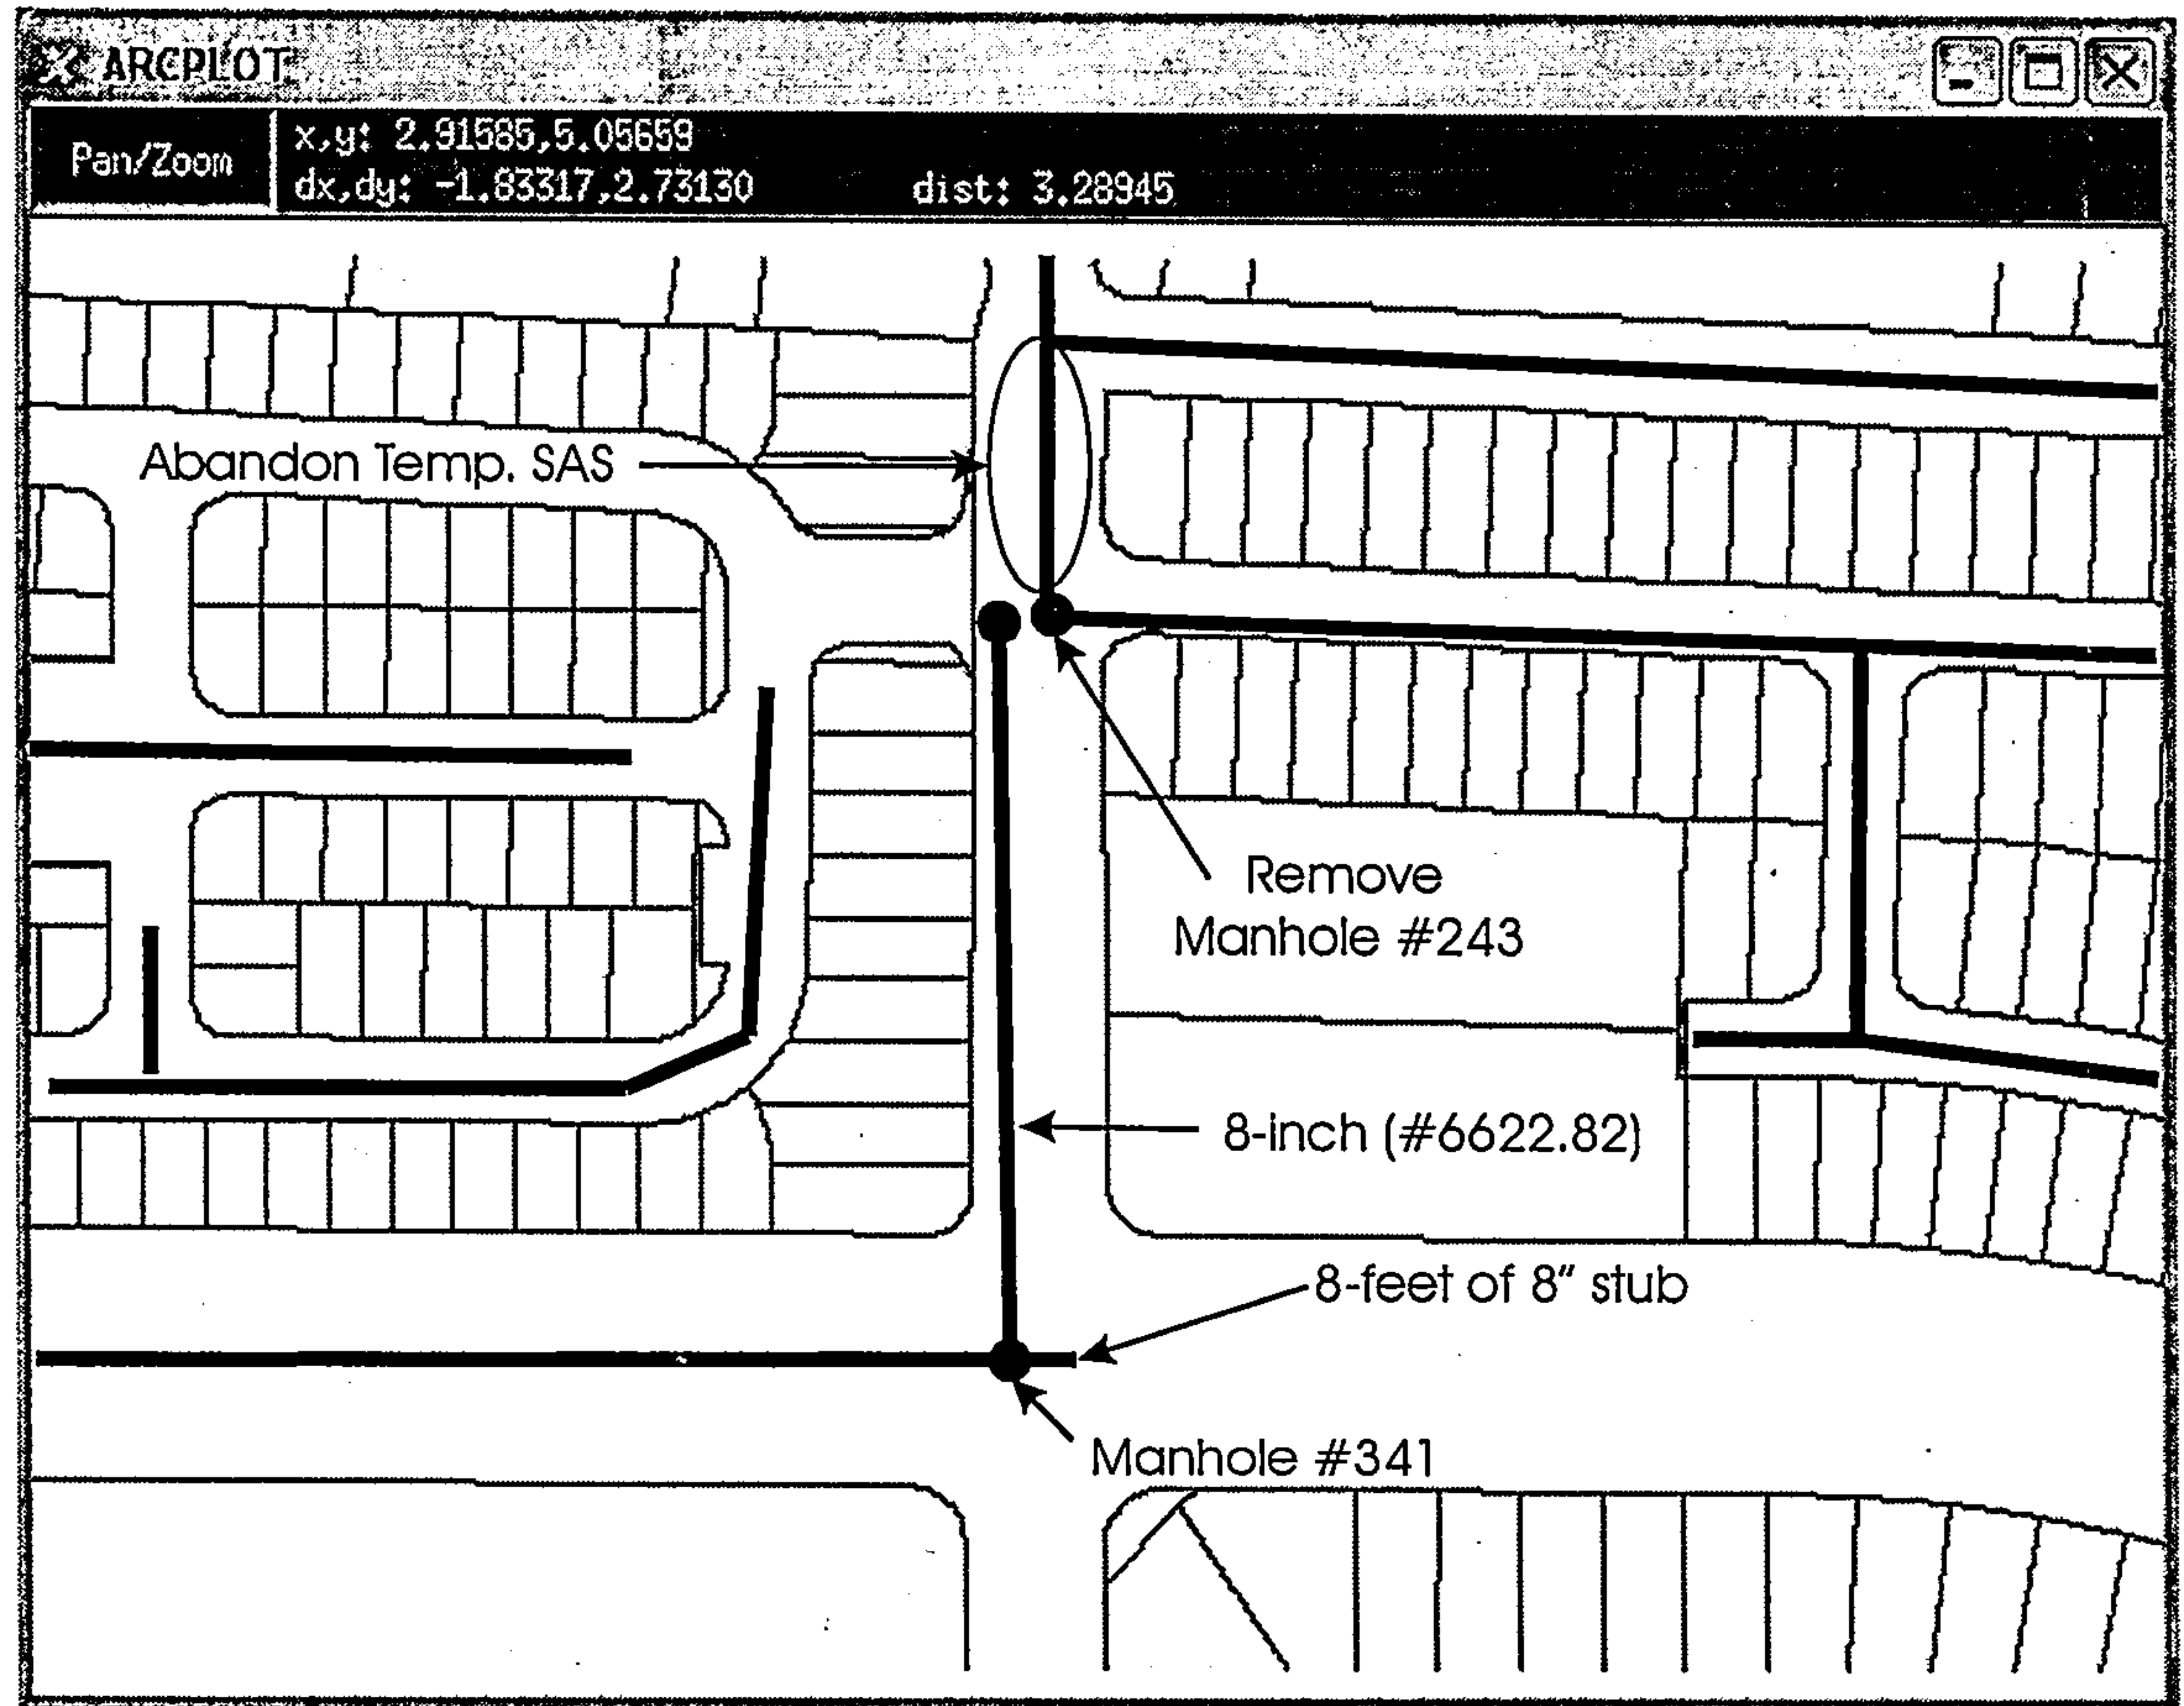 ARCPLOT
Pan/Zoom
x,y: 2.91585,5.05659
dx,dy: -1.83317,2.73130 dist: 3.28945
Abandon Temp. SAS
Remove
Manhole #243
8-inch (#6622.82)
8-feet of 8" stub
Manhole #341